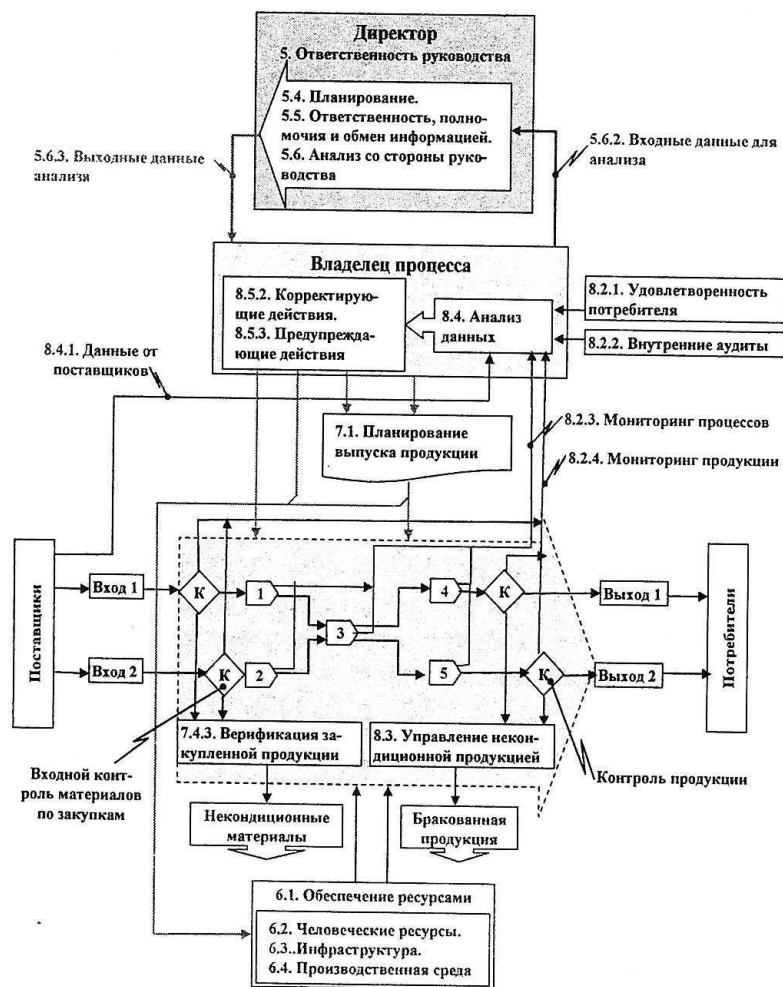 Директор
5. Ответственность руководства
5.4. Планирование.
5.5. Ответственность, полно-
мочия и обмен информацией.
5.6. Анализ со стороны руко-
водства
5.6.3. Выходные данные
анализа
5.6.2. Входные данные для
анализа
Владелец процесса
8.5.2. Корректирую-
щие действия.
8.5.3. Предупрежда-
ющие действия
8.4. Анализ
данных
8.2.1. Удовлетворенность
потребителя
8.2.2. Внутренние аудиты
8.4.1. Данные от
поставщиков
7.1. Планирование
выпуска продукции
8.2.3. Мониторинг процессов
8.2.4. Мониторинг продукции
Поставщики
Вход 1
К
1
4
К
Выход 1
3
Вход 2
К
2
5
К
Выход 2
Потребители
7.4.3. Верификация за-
купленной продукции
8.3. Управление некон-
диционной продукцией
Входной конт-
роль материалов
по закупкам
Контроль продукции
Некондиционные
материалы
Бракованная
продукция
6.1. Обеспечение ресурсами
6.2. Человеческие ресурсы.
6.3..Инфраструктура.
6.4. Производственная среда